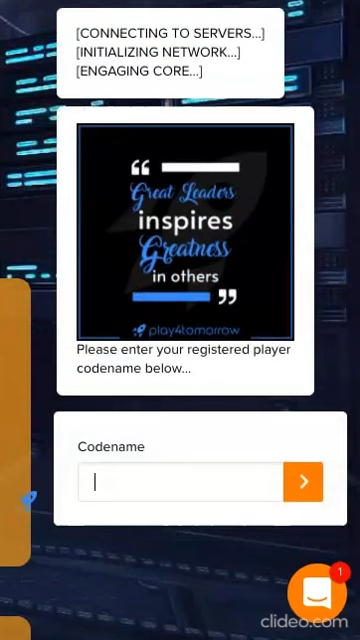 [CONNECTING TO SERVERS...]
[INITIALIZING NETWORK...]
[ENGAGING CORE...]
“
Great Leaders
inspires
Greatness
in others
”
play4tomorrow
Please enter your registered player
codename below...
Codename
1
clideo.com